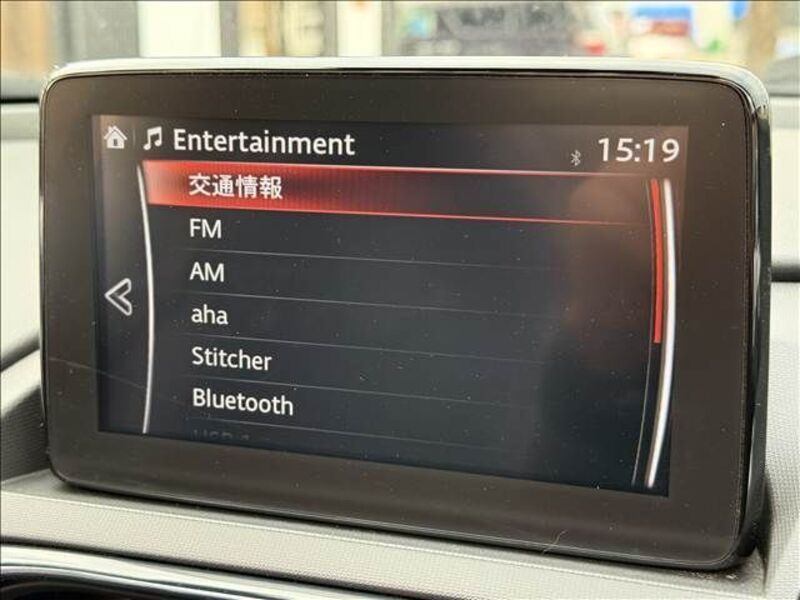 Entertainment
15:19
交通情報
FM
AM
aha
Stitcher
Bluetooth